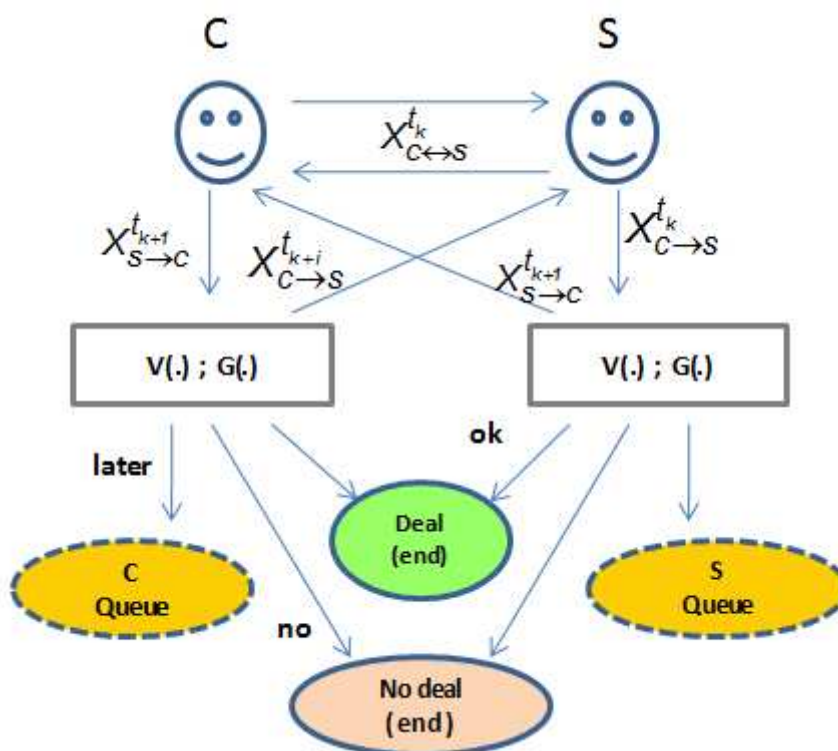 C S
X^{t_k}_{C↔S}
X^{t_{k+1}}_{S→C} X^{t_{k+i}}_{C→S} X^{t_{k+1}}_{S→C} X^{t_k}_{C→S}
V(.) ; G(.) V(.) ; G(.)
later ok
Deal
(end)
C
Queue
S
Queue
no
No deal
( end )